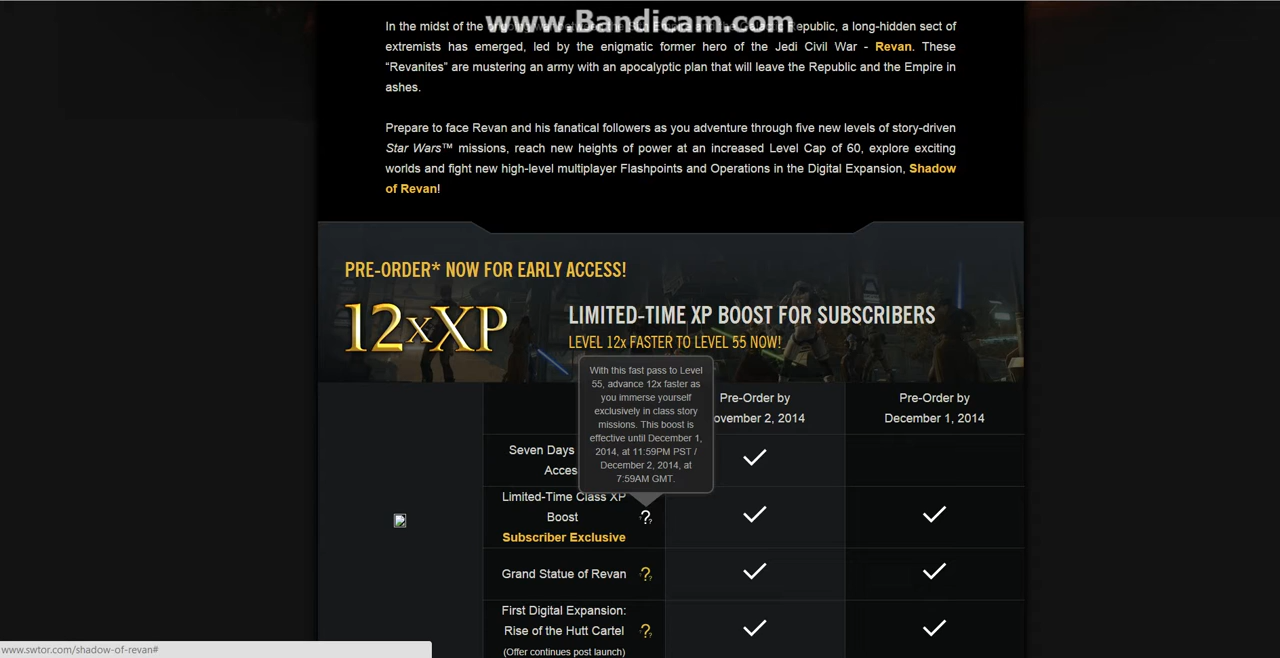 www.Bandicam.com
In the midst of the Republic, a long-hidden sect of
extremists has emerged, led by the enigmatic former hero of the Jedi Civil War - Revan. These
“Revanites” are mustering an army with an apocalyptic plan that will leave the Republic and the Empire in
ashes.
Prepare to face Revan and his fanatical followers as you adventure through five new levels of story-driven
Star Wars™ missions, reach new heights of power at an increased Level Cap of 60, explore exciting
worlds and fight new high-level multiplayer Flashpoints and Operations in the Digital Expansion, Shadow
of Revan!
PRE-ORDER* NOW FOR EARLY ACCESS!
12xXP
LIMITED-TIME XP BOOST FOR SUBSCRIBERS
LEVEL 12x FASTER TO LEVEL 55 NOW!
With this fast pass to Level
55, advance 12x faster as
you immerse yourself
exclusively in class story
missions. This boost is
effective until December 1,
2014, at 11:59PM PST /
December 2, 2014, at
7:59AM GMT.
Pre-Order by
ovember 2, 2014
Pre-Order by
December 1, 2014
Seven Days
Acces
Limited-Time Class XP
Boost
Subscriber Exclusive
Grand Statue of Revan
First Digital Expansion:
Rise of the Hutt Cartel
(Offer continues post launch)
www.swtor.com/shadow-of-revan#